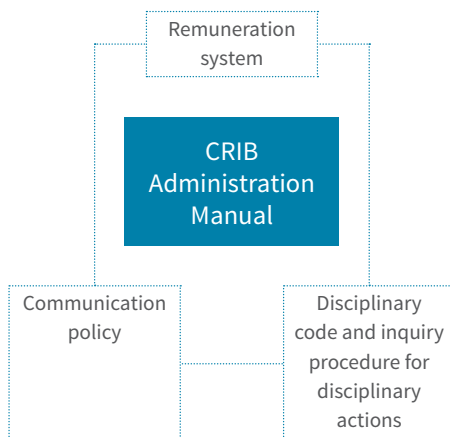 Remuneration
system
CRIB
Administration
Manual
Communication
policy
Disciplinary
code and inquiry
procedure for
disciplinary
actions